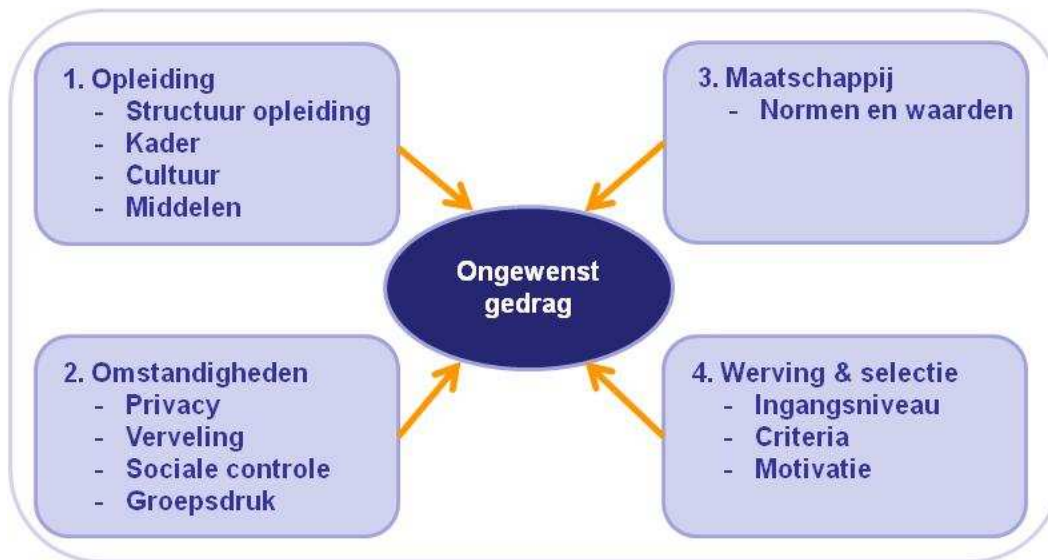 1. Opleiding
- Structuur opleiding
- Kader
- Cultuur
- Middelen
3. Maatschappij
- Normen en waarden
Ongewenst
gedrag
2. Omstandigheden
- Privacy
- Verveling
- Sociale controle
- Groepsdruk
4. Werving & selectie
- Ingangsniveau
- Criteria
- Motivatie